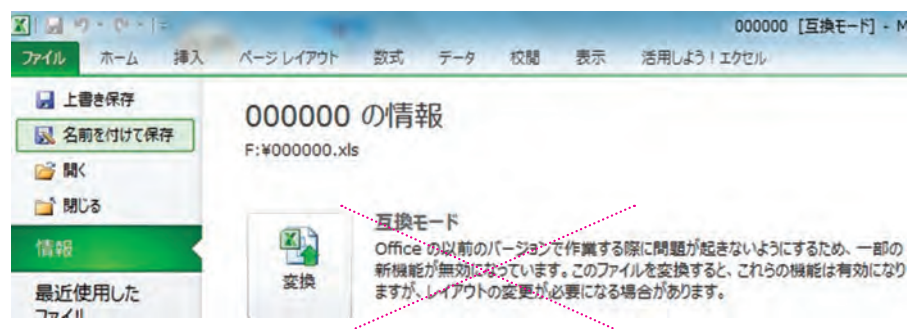 000000 [互換モード] - M
ファイル ホーム 挿入 ページ レイアウト 数式 データ 校閲 表示 活用しよう！エクセル
上書き保存
名前を付けて保存
開く
閉じる
情報
最近使用した
ファイル
000000 の情報
F:¥000000.xls
変換
互換モード
Office の以前のバージョンで作業する際に問題が起きないようにするため、一部の
新機能が無効になっています。このファイルを変換すると、これらの機能は有効になり
ますが、レイアウトの変更が必要になる場合があります。